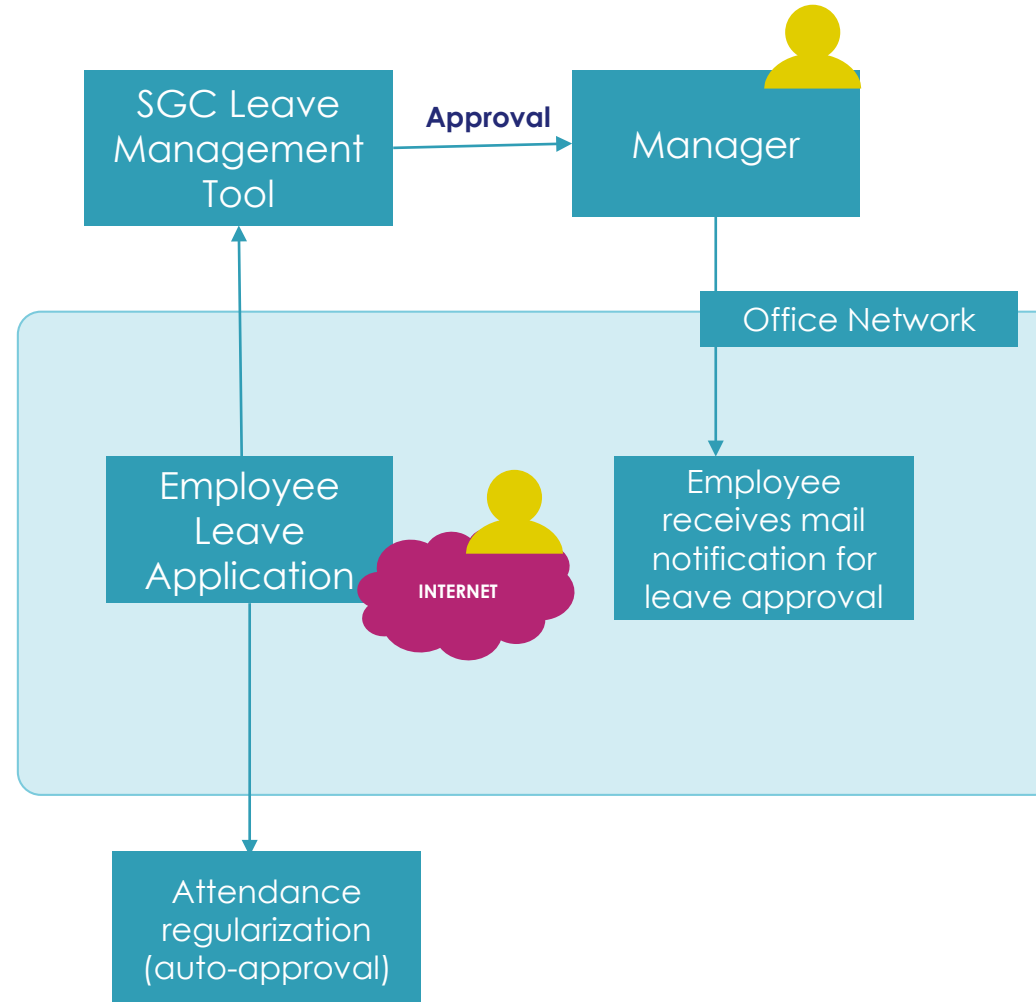 SGC Leave
Management
Tool
Approval
Manager
Office Network
Employee
Leave
Application
INTERNET
Employee
receives mail
notification for
leave approval
Attendance
regularization
(auto-approval)